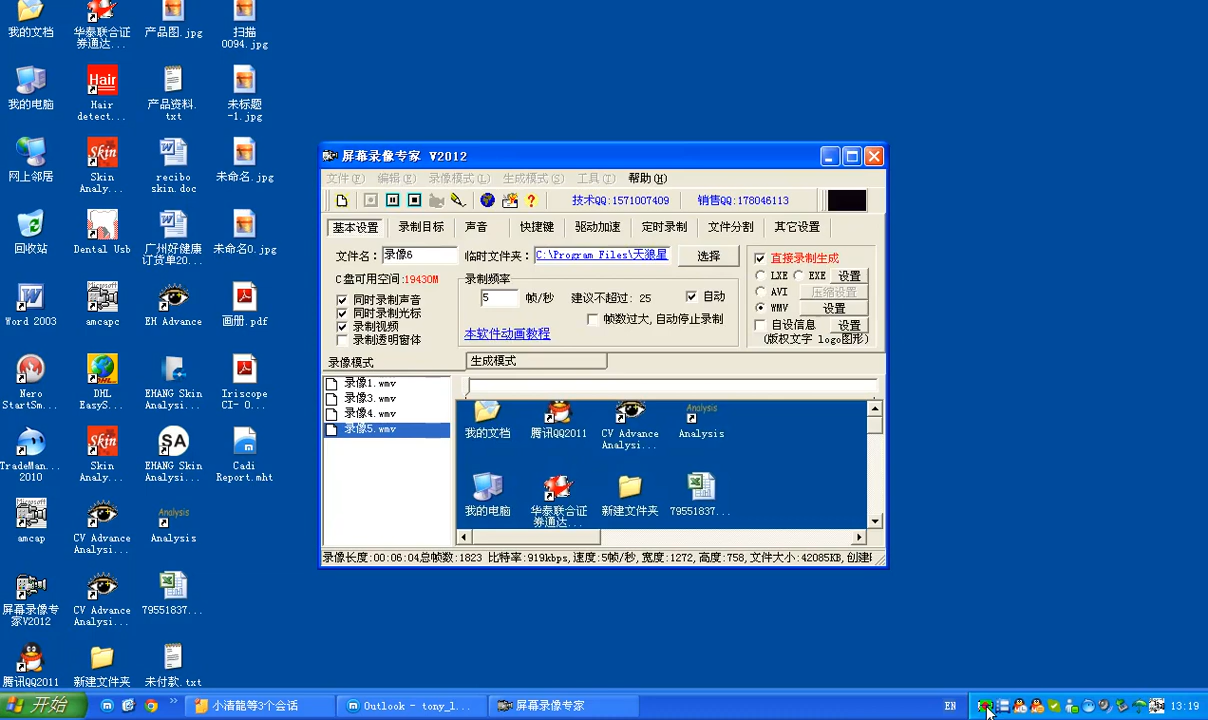 我的文档
华泰联合证
券通达...
产品图.jpg
扫描
0094.jpg
我的电脑
Hair
Hair
detect...
产品资料.
txt
未标题
-1.jpg
网上邻居
Skin
Skin
Analy...
recibo
skin.doc
未命名.jpg
回收站
Dental Usb
广州好健康
订货单20...
未命名0.jpg
Word 2003
Microsoft
amcapc
EH Advance
画册.pdf
Nero
StartSm...
DHL
EasyS...
EHANG Skin
Analysi...
Iriscope
CI- 0...
TradeMan...
2010
Skin
Skin
Analy...
SA
EHANG Skin
Analysi...
Cadi
Report.mht
Microsoft
amcap
CV Advance
Analysi...
Analysis
Analysis
屏幕录像专
家V2012
CV Advance
Analysi...
79551837...
腾讯QQ2011
新建文件夹
未付款.txt
屏幕录像专家 V2012
文件(F) 编辑(E) 录像模式(L) 生成模式(S) 工具(T) 帮助(H)
技术QQ:1571007409 销售QQ:178046113
基本设置 录制目标 声音 快捷键 驱动加速 定时录制 文件分割 其它设置
文件名: 录像6 临时文件夹: C:\Program Files\天狼星 选择
C盘可用空间:19430M
同时录制声音
同时录制光标
录制视频
录制透明窗体
录制频率
5 帧/秒 建议不超过: 25 自动
帧数过大,自动停止录制
本软件动画教程
直接录制生成
LXE EXE 设置
AVI 压缩设置
WMV 设置
自设信息 设置
(版权文字 logo图形)
录像模式 生成模式
录像1.wmv
录像3.wmv
录像4.wmv
录像5.wmv
我的文档
腾讯QQ2011
CV Advance
Analysi...
Analysis
Analysis
我的电脑
华泰联合证
券通达...
新建文件夹
79551837...
录像长度:00:06:04总帧数:1823 比特率:919kbps,速度:5帧/秒,宽度:1272,高度:758,文件大小:42085KB,创建
开始 小清龍等3个会话 Outlook - tony_l... 屏幕录像专家 EN 13:19